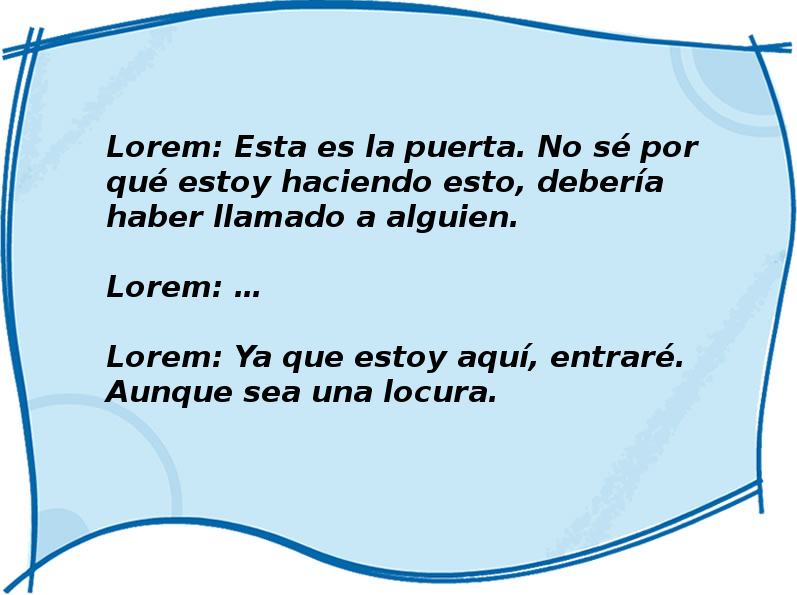 Lorem: Esta es la puerta. No sé por
qué estoy haciendo esto, debería
haber llamado a alguien.
Lorem: …
Lorem: Ya que estoy aquí, entraré.
Aunque sea una locura.